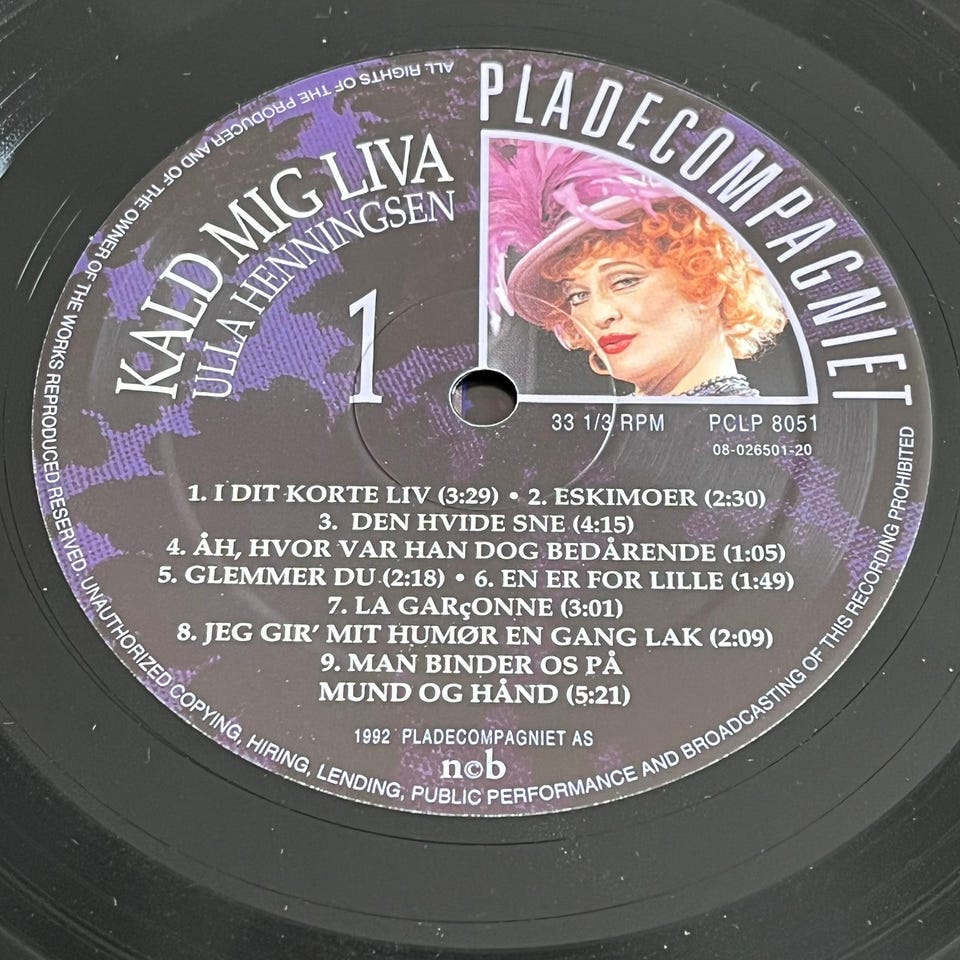 PLADECOMPAGNIET
KALD MIG LIVA
ULLA HENNINGSEN
1
33 1/3 RPM PCLP 8051
08-026501-20
1. I DIT KORTE LIV (3:29) • 2. ESKIMOER (2:30)
3. DEN HVIDE SNE (4:15)
4. ÅH, HVOR VAR HAN DOG BEDÅRENDE (1:05)
5. GLEMMER DU (2:18) • 6. EN ER FOR LILLE (1:49)
7. LA GARçONNE (3:01)
8. JEG GIR' MIT HUMØR EN GANG LAK (2:09)
9. MAN BINDER OS PÅ
MUND OG HÅND (5:21)
1992 PLADECOMPAGNIET AS
n©b
ALL RIGHTS OF THE PRODUCER AND OF THE OWNER OF THE WORKS REPRODUCED RESERVED. UNAUTHORIZED COPYING, HIRING, LENDING, PUBLIC PERFORMANCE AND BROADCASTING OF THIS RECORDING PROHIBITED